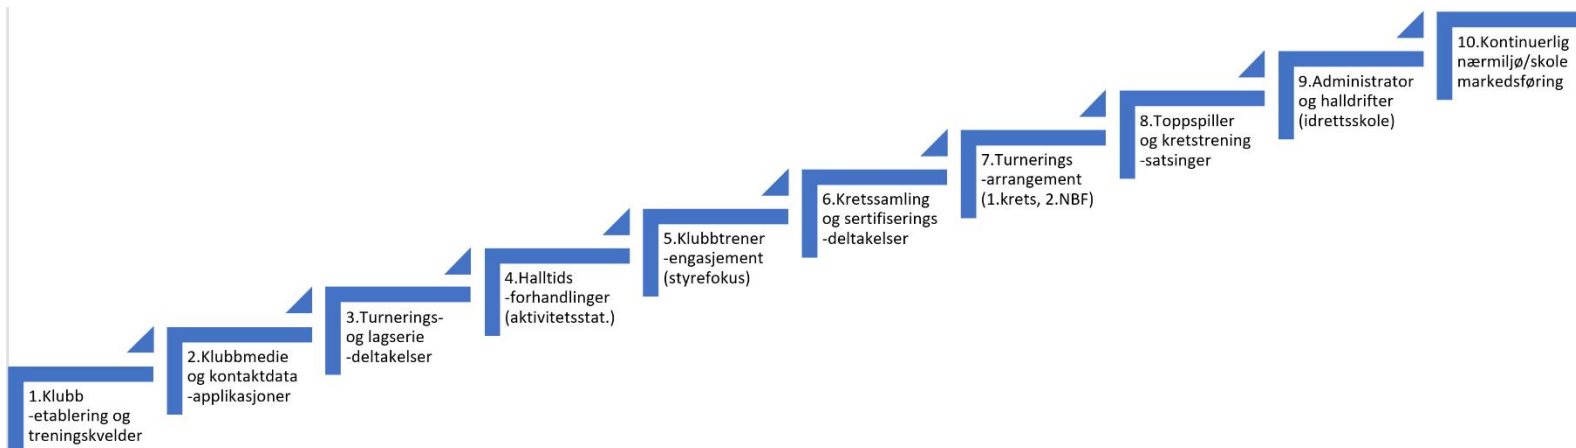 1.Klubb
-etablering og
treningskvelder
2.Klubbmedie
og kontaktdata
-applikasjoner
3.Turnerings-
og lagserie
-deltakelser
4.Halltids
-forhandlinger
(aktivitetsstat.)
5.Klubbtrener
-engasjement
(styrefokus)
6.Kretssamling
og sertifiserings
-deltakelser
7.Turnerings
-arrangement
(1.krets, 2.NBF)
8.Toppspiller
og kretstrening
-satsinger
9.Administrator
og halldrifter
(idrettsskole)
10.Kontinuerlig
nærmiljø/skole
markedsføring